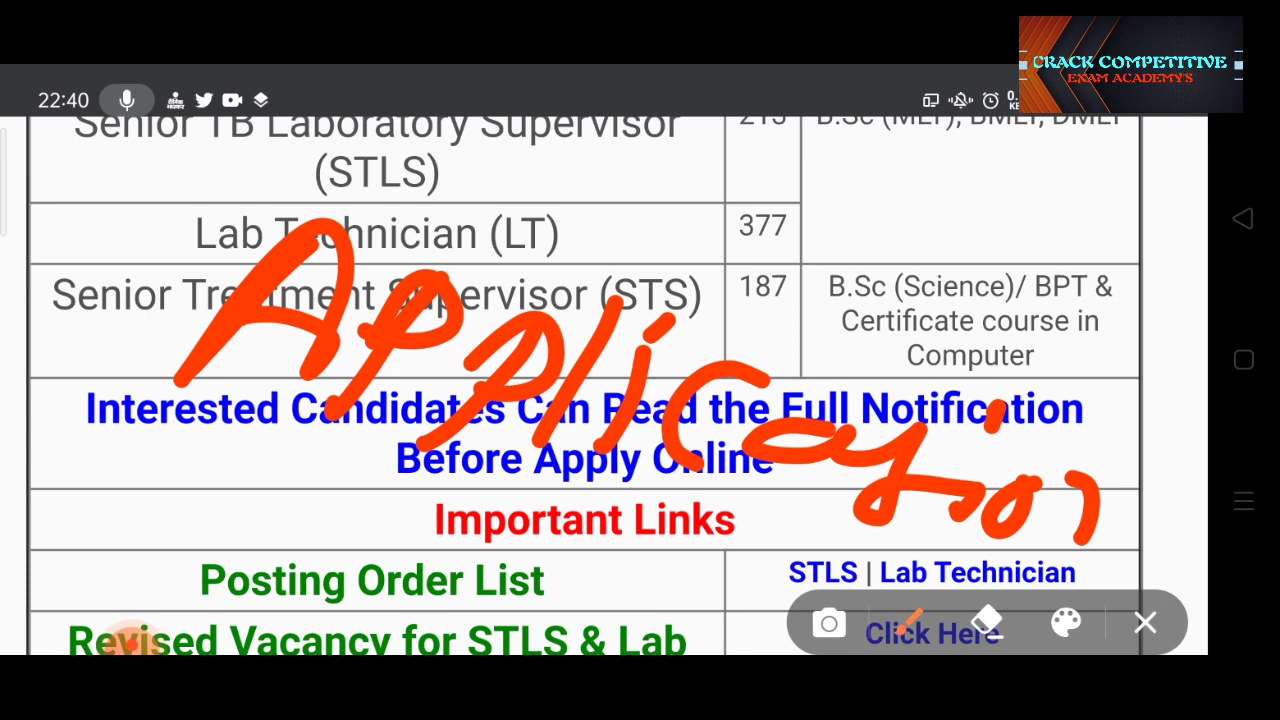 CRACK COMPETITIVE
EXAM ACADEMY'S
22:40
Senior TB Laboratory Supervisor
(STLS)
213
B.Sc (MLT), BMLT, DMLT
Lab Technician (LT)
377
Senior Treatment Supervisor (STS)
187
B.Sc (Science)/ BPT &
Certificate course in
Computer
Interested Candidates Can Read the Full Notification
Before Apply Online
Important Links
Posting Order List
STLS | Lab Technician
Revised Vacancy for STLS & Lab
Click Here